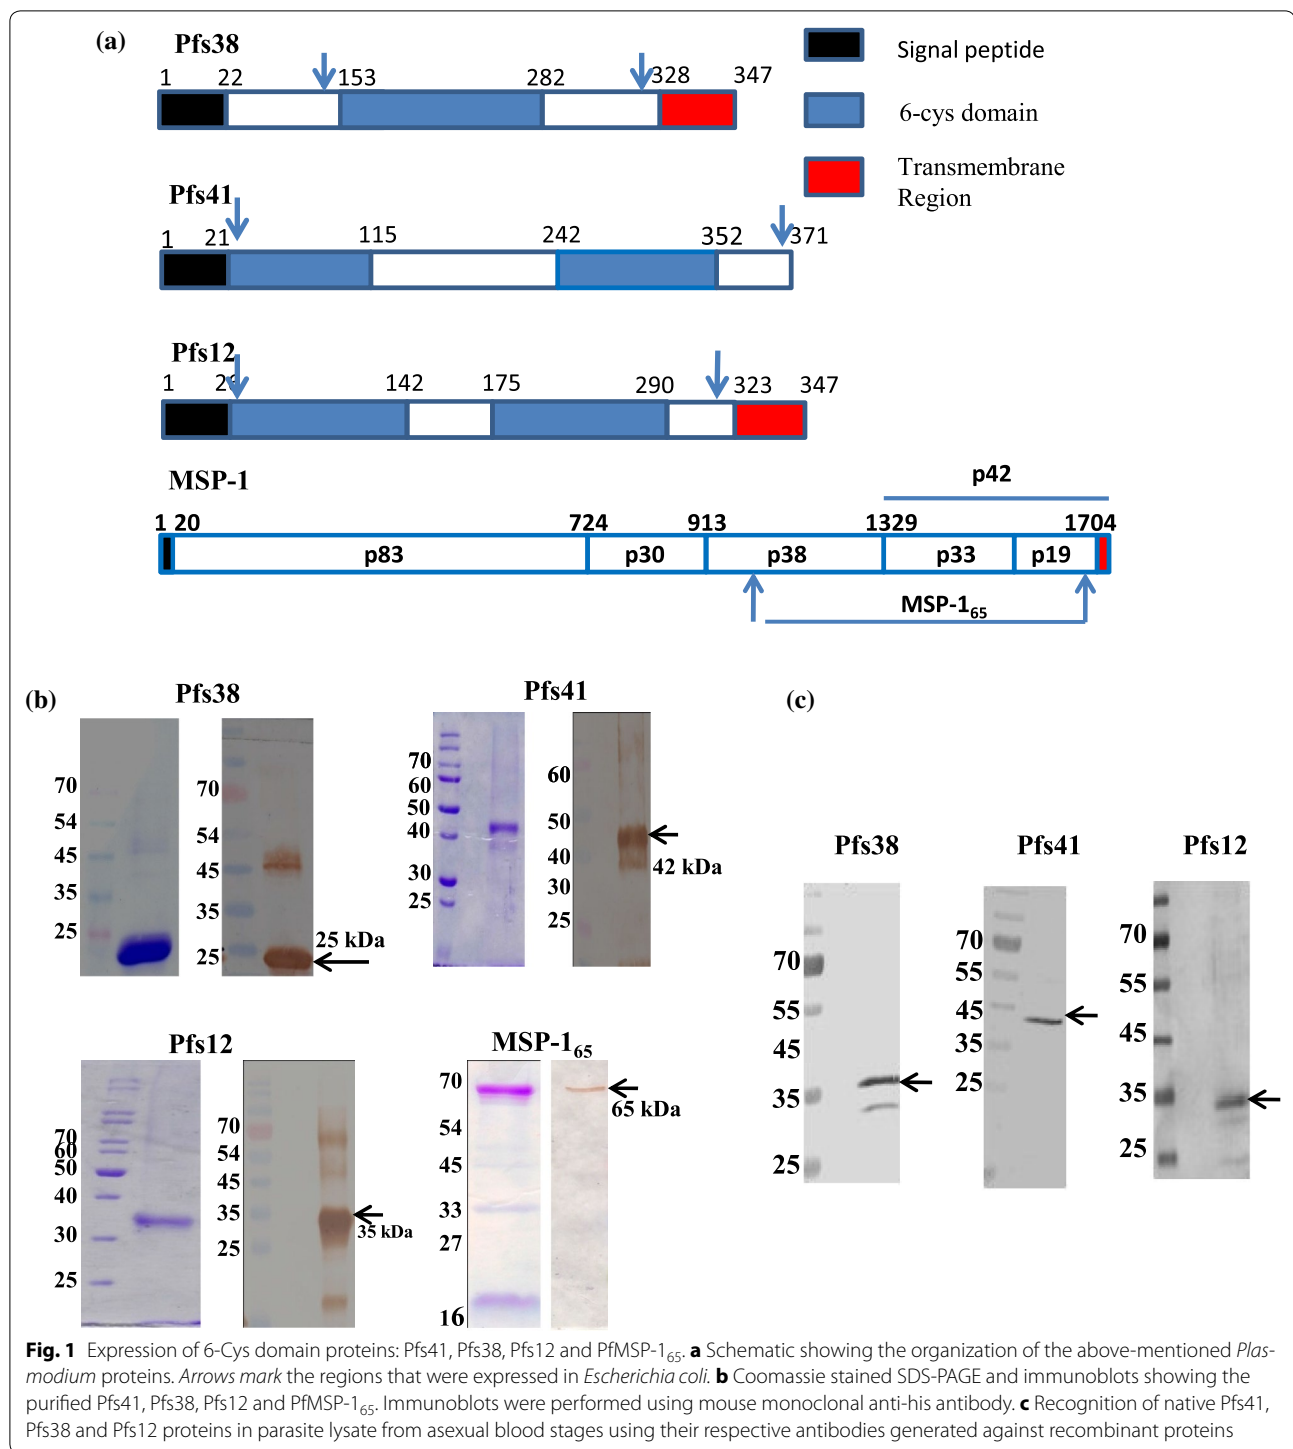 (a)
Pfs38
1 22 153 282 328 347
Signal peptide
6-cys domain
Transmembrane
Region
Pfs41
1 21 115 242 352 371
Pfs12
1 142 175 290 323 347
MSP-1
p42
1 20 724 913 1329 1704
p83 p30 p38 p33 p19
MSP-165
(b)
Pfs38
70
54
45
35
25
70
54
45
35
25
25 kDa
Pfs41
70
60
50
40
30
25
60
50
40
30
25
42 kDa
Pfs12
70
60
50
40
30
25
70
54
45
35
25
35 kDa
MSP-165
70
54
45
33
27
16
65 kDa
(c)
Pfs38
70
55
45
35
25
Pfs41
70
55
45
35
25
Pfs12
70
55
45
35
25
Fig. 1 Expression of 6-Cys domain proteins: Pfs41, Pfs38, Pfs12 and PfMSP-165. a Schematic showing the organization of the above-mentioned Plas-
modium proteins. Arrows mark the regions that were expressed in Escherichia coli. b Coomassie stained SDS-PAGE and immunoblots showing the
purified Pfs41, Pfs38, Pfs12 and PfMSP-165. Immunoblots were performed using mouse monoclonal anti-his antibody. c Recognition of native Pfs41,
Pfs38 and Pfs12 proteins in parasite lysate from asexual blood stages using their respective antibodies generated against recombinant proteins